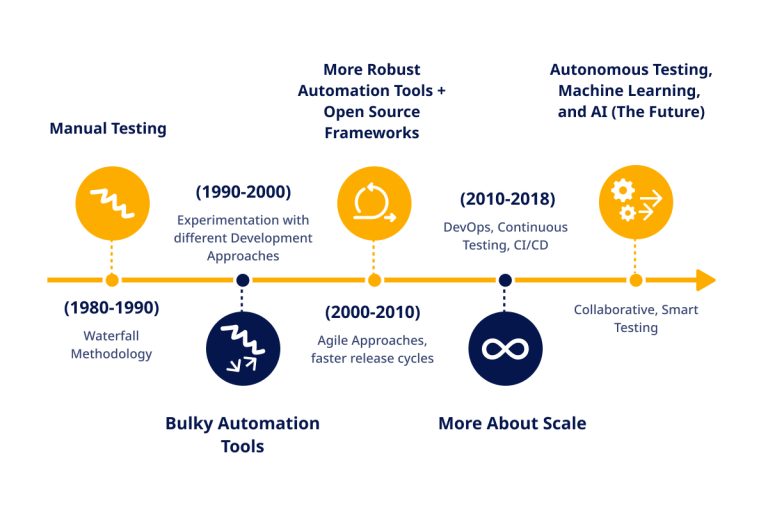 Manual Testing
(1980-1990)
Waterfall
Methodology
(1990-2000)
Experimentation with
different Development
Approaches
Bulky Automation
Tools
More Robust
Automation Tools +
Open Source
Frameworks
(2000-2010)
Agile Approaches,
faster release cycles
(2010-2018)
DevOps, Continuous
Testing, CI/CD
More About Scale
Autonomous Testing,
Machine Learning,
and AI (The Future)
Collaborative, Smart
Testing